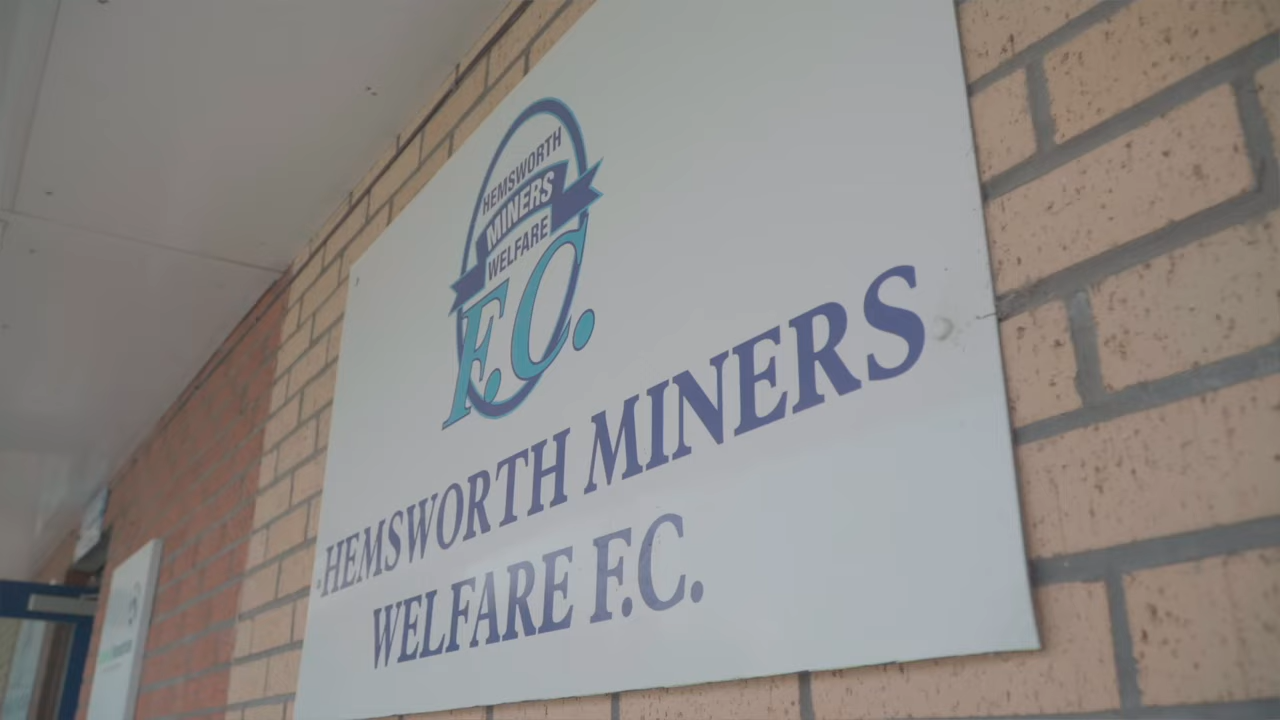 HEMSWORTH
MINERS
WELFARE
F.C.
HEMSWORTH MINERS
WELFARE F.C.